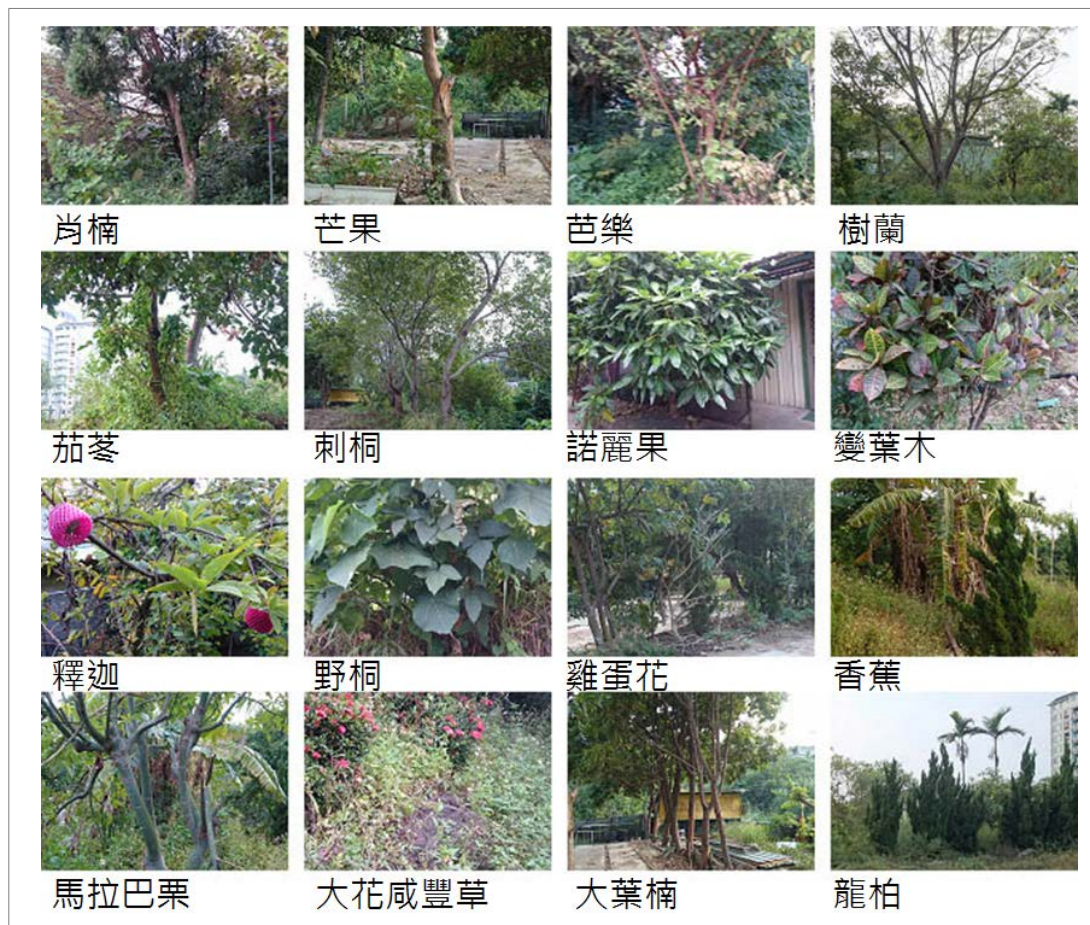 肖楠
芒果
芭樂
樹蘭
茄苳
刺桐
諾麗果
變葉木
釋迦
野桐
雞蛋花
香蕉
馬拉巴栗
大花咸豐草
大葉楠
龍柏